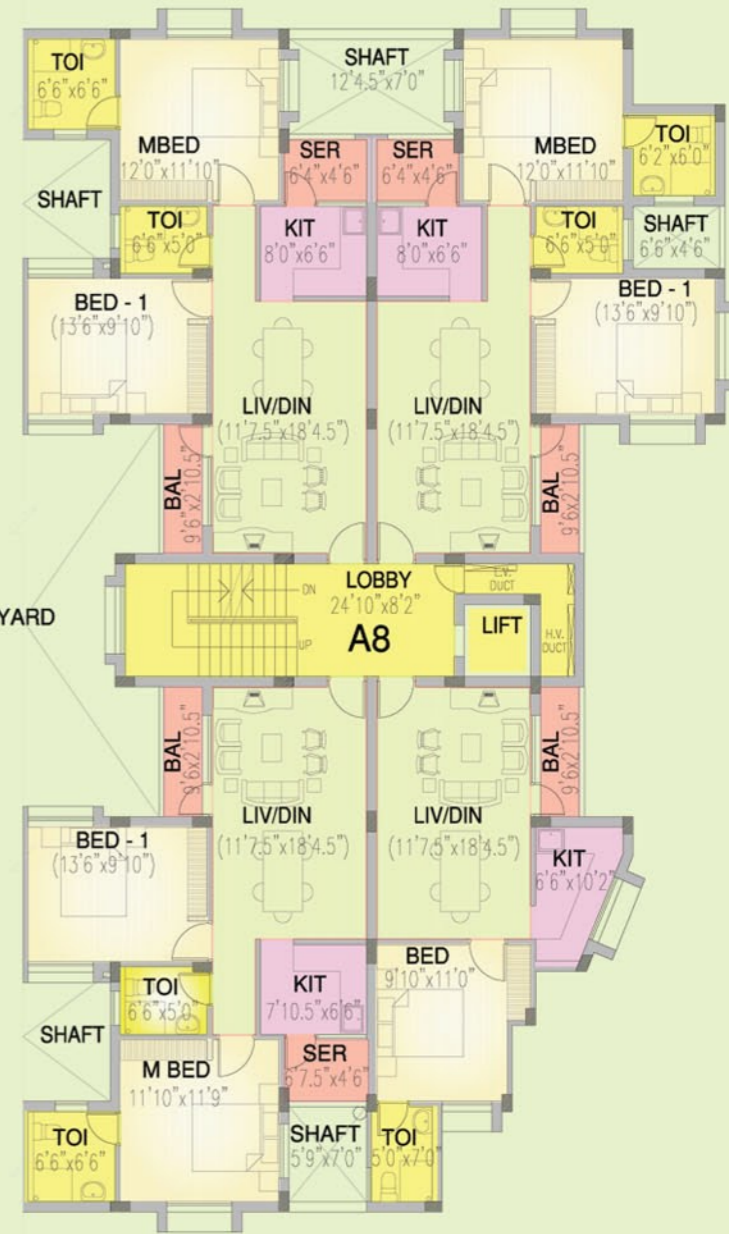 TOI
6'6"x6'6"
SHAFT
12'4.5"x7'0"
MBED
12'0"x11'10"
SER
6'4"x4'6"
SER
6'4"x4'6"
MBED
12'0"x11'10"
TOI
6'2"x6'0"
SHAFT
TOI
6'6"x5'0"
KIT
8'0"x6'6"
KIT
8'0"x6'6"
TOI
6'6"x5'0"
SHAFT
6'6"x4'6"
BED - 1
(13'6"x9'10")
BED - 1
(13'6"x9'10")
LIV/DIN
(11'7.5"x18'4.5")
LIV/DIN
(11'7.5"x18'4.5")
BAL
9'6"x2'10.5"
BAL
9'6"x2'10.5"
YARD
DN
UP
LOBBY
24'10"x8'2"
A8
L.V.
DUCT
LIFT
H.V.
DUCT
BAL
9'6x2'10.5"
BAL
9'6x2'10.5"
LIV/DIN
(11'7.5"x18'4.5")
LIV/DIN
(11'7.5"x18'4.5")
BED - 1
(13'6"x9'10")
KIT
6'6"x10'2"
TOI
6'6"x5'0"
KIT
7'10.5"x6'6"
BED
9'10"x11'0"
SHAFT
M BED
11'10"x11'9"
SER
6'7.5"x4'6"
TOI
6'6"x6'6"
SHAFT
5'9"x7'0"
TOI
5'0"x7'0"